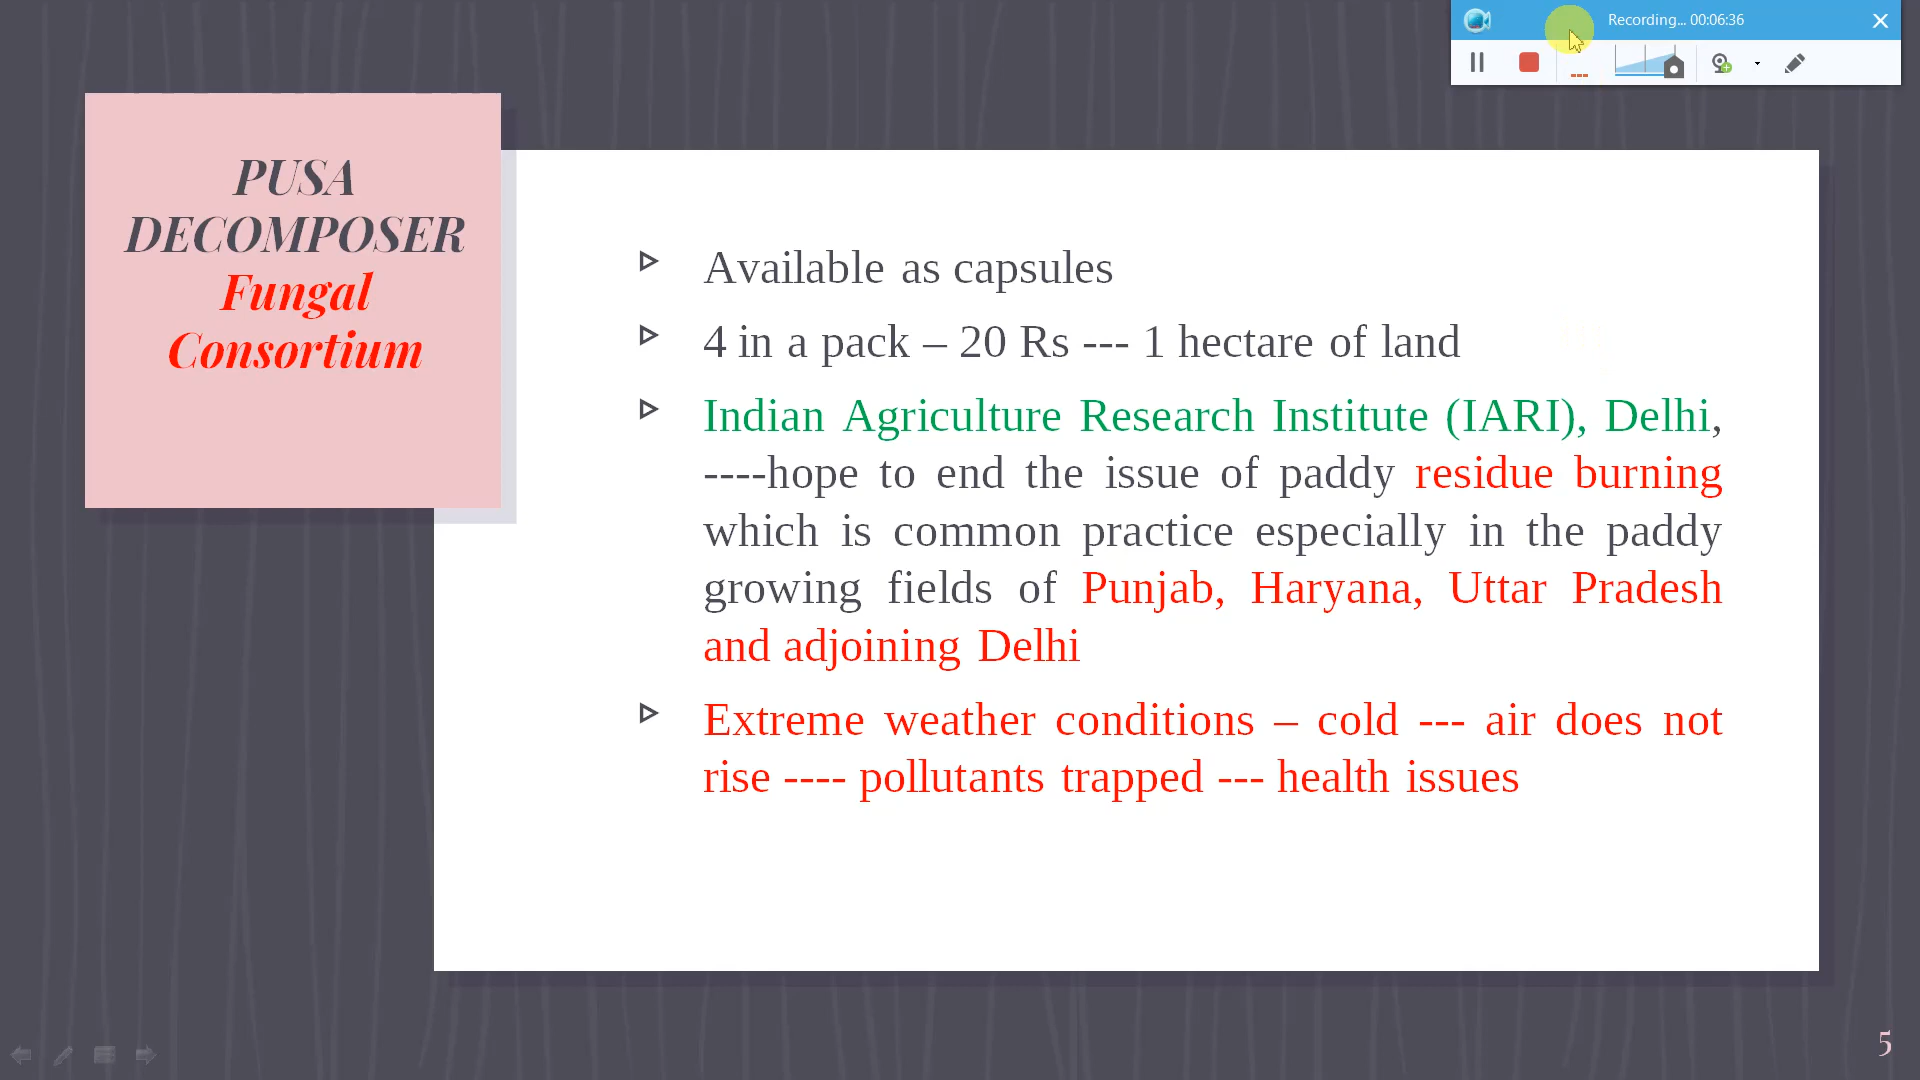 Recording... 00:06:36
PUSA
DECOMPOSER
Fungal
Consortium
Available as capsules
4 in a pack – 20 Rs --- 1 hectare of land
Indian Agriculture Research Institute (IARI), Delhi,
----hope to end the issue of paddy residue burning
which is common practice especially in the paddy
growing fields of Punjab, Haryana, Uttar Pradesh
and adjoining Delhi
Extreme weather conditions – cold --- air does not
rise ---- pollutants trapped --- health issues
5